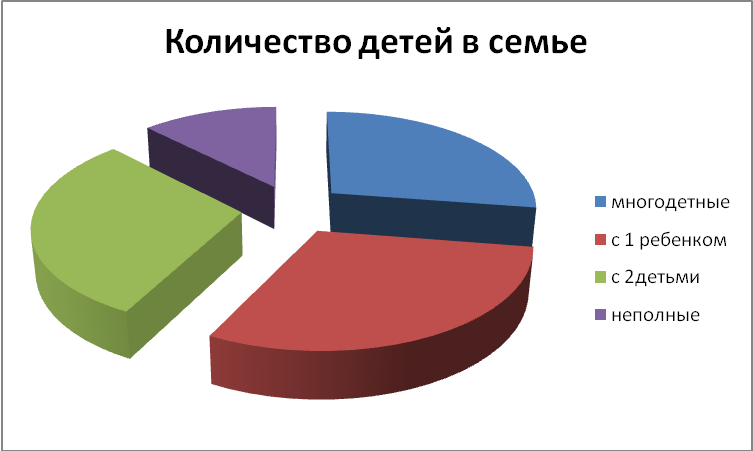 Количество детей в семье
многодетные
с 1 ребенком
с 2детьми
неполные